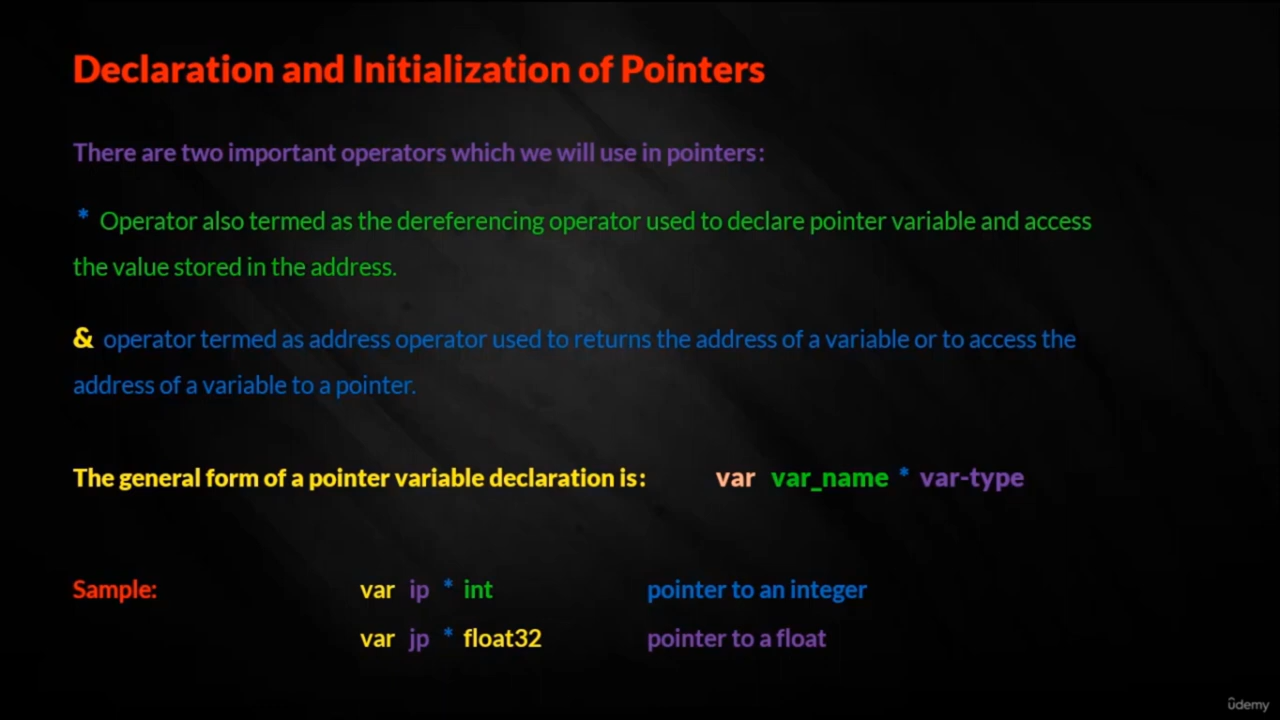 Declaration and Initialization of Pointers
There are two important operators which we will use in pointers:
* Operator also termed as the dereferencing operator used to declare pointer variable and access
the value stored in the address.
& operator termed as address operator used to returns the address of a variable or to access the
address of a variable to a pointer.
The general form of a pointer variable declaration is: var var_name * var-type
Sample: var ip * int pointer to an integer
var jp * float32 pointer to a float
ûdemy